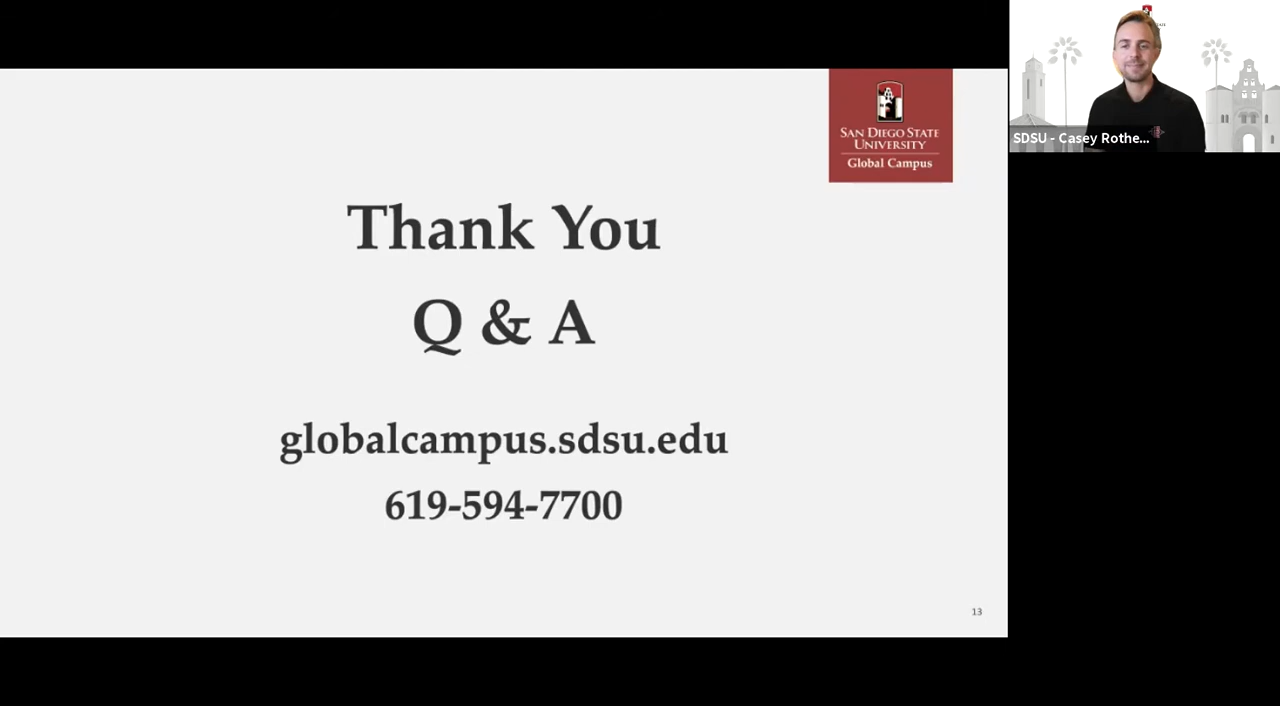 SAN DIEGO STATE
UNIVERSITY
Global Campus
Thank You
Q & A
globalcampus.sdsu.edu
619-594-7700
13
SDSU - Casey Rothe...